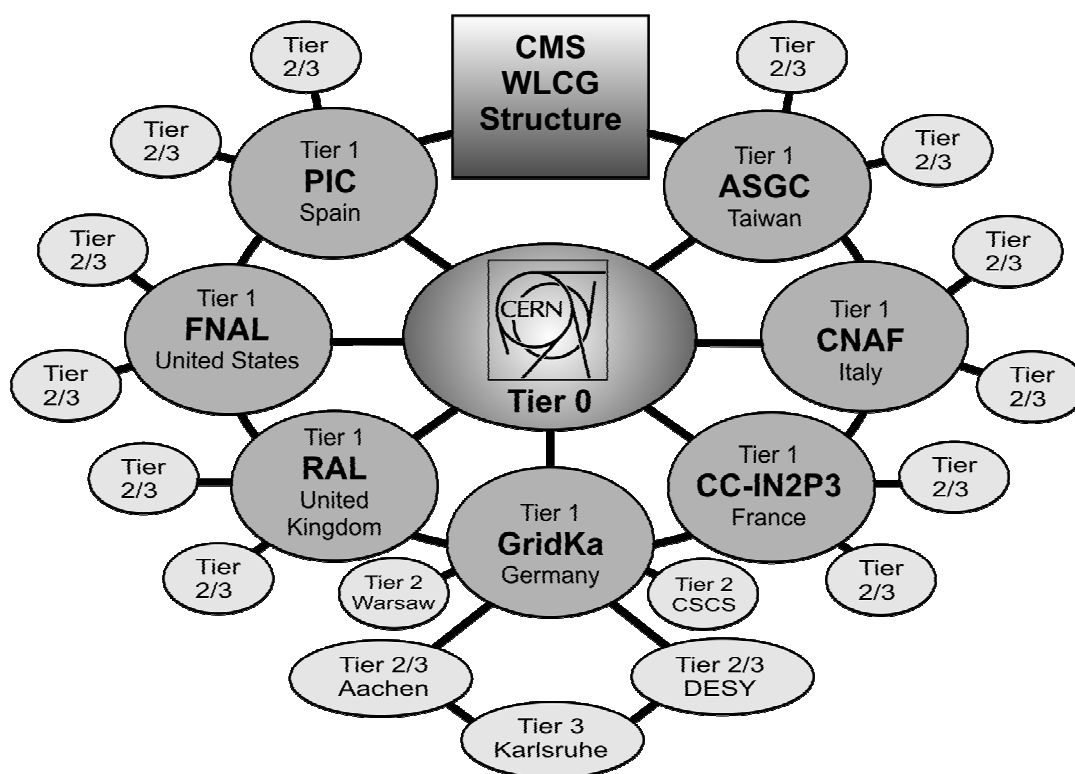 CMS
WLCG
Structure
Tier
2/3
Tier
2/3
Tier 1
PIC
Spain
Tier
2/3
Tier
2/3
Tier 1
ASGC
Taiwan
Tier
2/3
Tier
2/3
Tier 1
FNAL
United States
CERN
Tier 0
Tier
2/3
Tier
2/3
Tier 1
CNAF
Italy
Tier
2/3
Tier
2/3
Tier 1
RAL
United
Kingdom
Tier 1
GridKa
Germany
Tier 1
CC-IN2P3
France
Tier
2/3
Tier
2/3
Tier 2
Warsaw
Tier 2
CSCS
Tier 2/3
Aachen
Tier 2/3
DESY
Tier 3
Karlsruhe